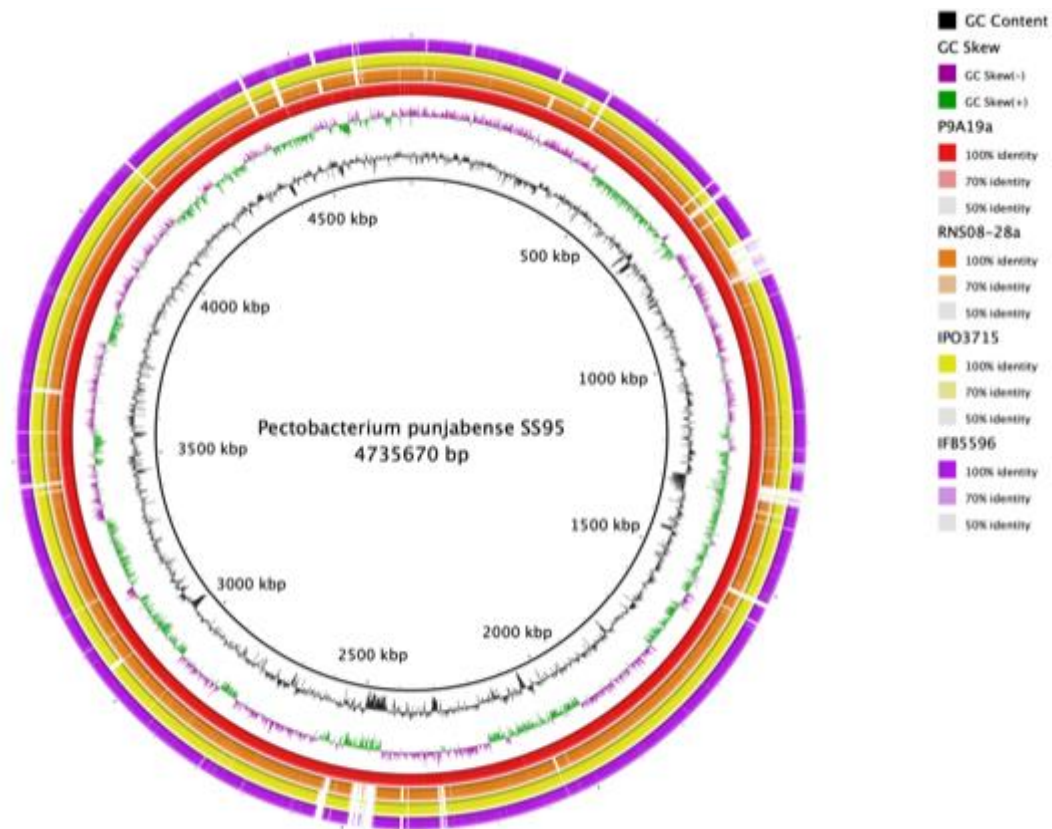 GC Content
GC Skew
GC Skew(-)
GC Skew(+)
P9A19a
100% identity
70% identity
50% identity
RNS08-28a
100% identity
70% identity
50% identity
IPO3715
100% identity
70% identity
50% identity
IFB5596
100% identity
70% identity
50% identity
4500 kbp
500 kbp
4000 kbp
1000 kbp
Pectobacterium punjabense SS95
4735670 bp
3500 kbp
1500 kbp
3000 kbp
2000 kbp
2500 kbp